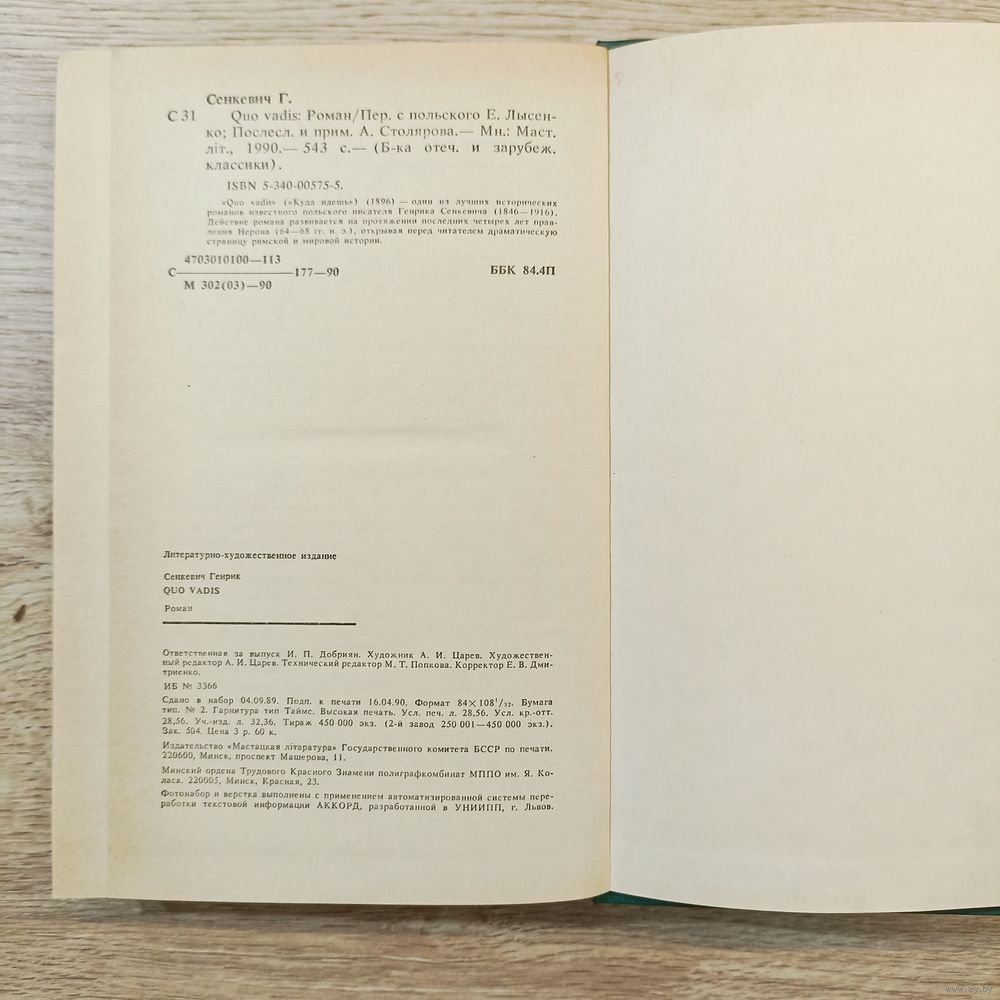 Сенкевич Г.
С 31 Quo vadis: Роман/Пер. с польского Е. Лысен-
ко; Послесл. и прим. А. Столярова.— Мн.: Маст.
літ., 1990.— 543 с.— (Б-ка отеч. и зарубеж.
классики).
ISBN 5-340-00575-5.
«Quo vadis» («Куда идешь») (1896) — один из лучших исторических
романов известного польского писателя Генрика Сенкевича (1846—1916).
Действие романа развивается на протяжении последних четырех лет прав-
ления Нерона (64—68 гг. н. э.), открывая перед читателем драматическую
страницу римской и мировой истории.
4703010100—113
С————————177—90 ББК 84.4П
М 302(03)—90
Литературно-художественное издание
Сенкевич Генрик
QUO VADIS
Роман
Ответственная за выпуск И. П. Добриян. Художник А. И. Царев. Художествен-
ный редактор А. И. Царев. Технический редактор М. Т. Попкова. Корректор Е. В. Дми-
триенко.
ИБ № 3366
Сдано в набор 04.09.89. Подп. к печати 16.04.90. Формат 84×108¹/₃₂. Бумага
тип. № 2. Гарнитура тип Таймс. Высокая печать. Усл. печ. л. 28,56. Усл. кр.-отт.
28,56. Уч.-изд. л. 32,36. Тираж 450 000 экз. (2-й завод 250 001—450 000 экз.).
Зак. 504. Цена 3 р. 60 к.
Издательство «Мастацкая літаратура» Государственного комитета БССР по печати.
220600, Минск, проспект Машерова, 11.
Минский ордена Трудового Красного Знамени полиграфкомбинат МППО им. Я. Ко-
ласа. 220005, Минск, Красная, 23.
Фотонабор и верстка выполнены с применением автоматизированной системы пере-
работки текстовой информации АККОРД, разработанной в УНИИПП, г. Львов.
www.ay.by